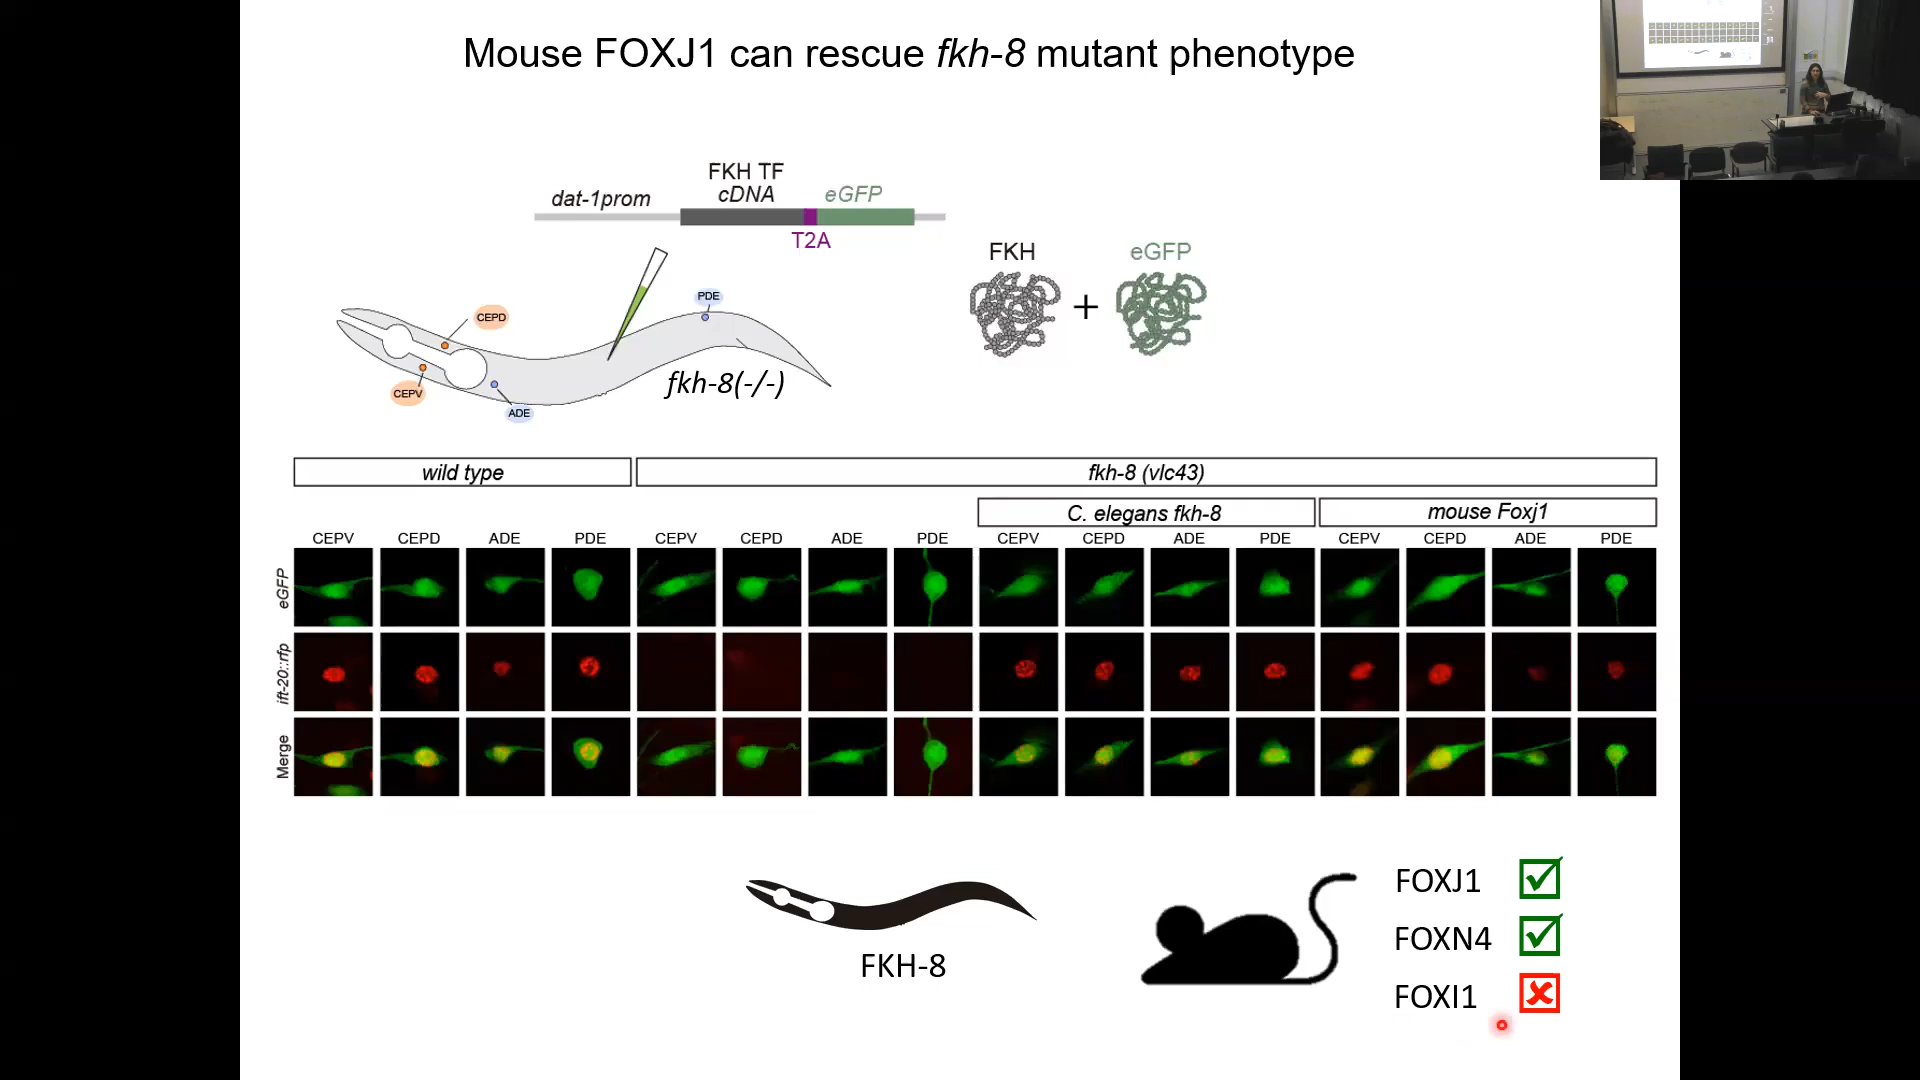 Mouse FOXJ1 can rescue fkh-8 mutant phenotype
FKH TF
dat-1prom cDNA eGFP
T2A
FKH eGFP
+
PDE
CEPD
CEPV
ADE
fkh-8(-/-)
wild type fkh-8 (vlc43)
C. elegans fkh-8 mouse Foxj1
CEPV CEPD ADE PDE CEPV CEPD ADE PDE CEPV CEPD ADE PDE CEPV CEPD ADE PDE
eGFP
ift-20::rfp
Merge
FOXJ1
FOXN4
FKH-8
FOXI1